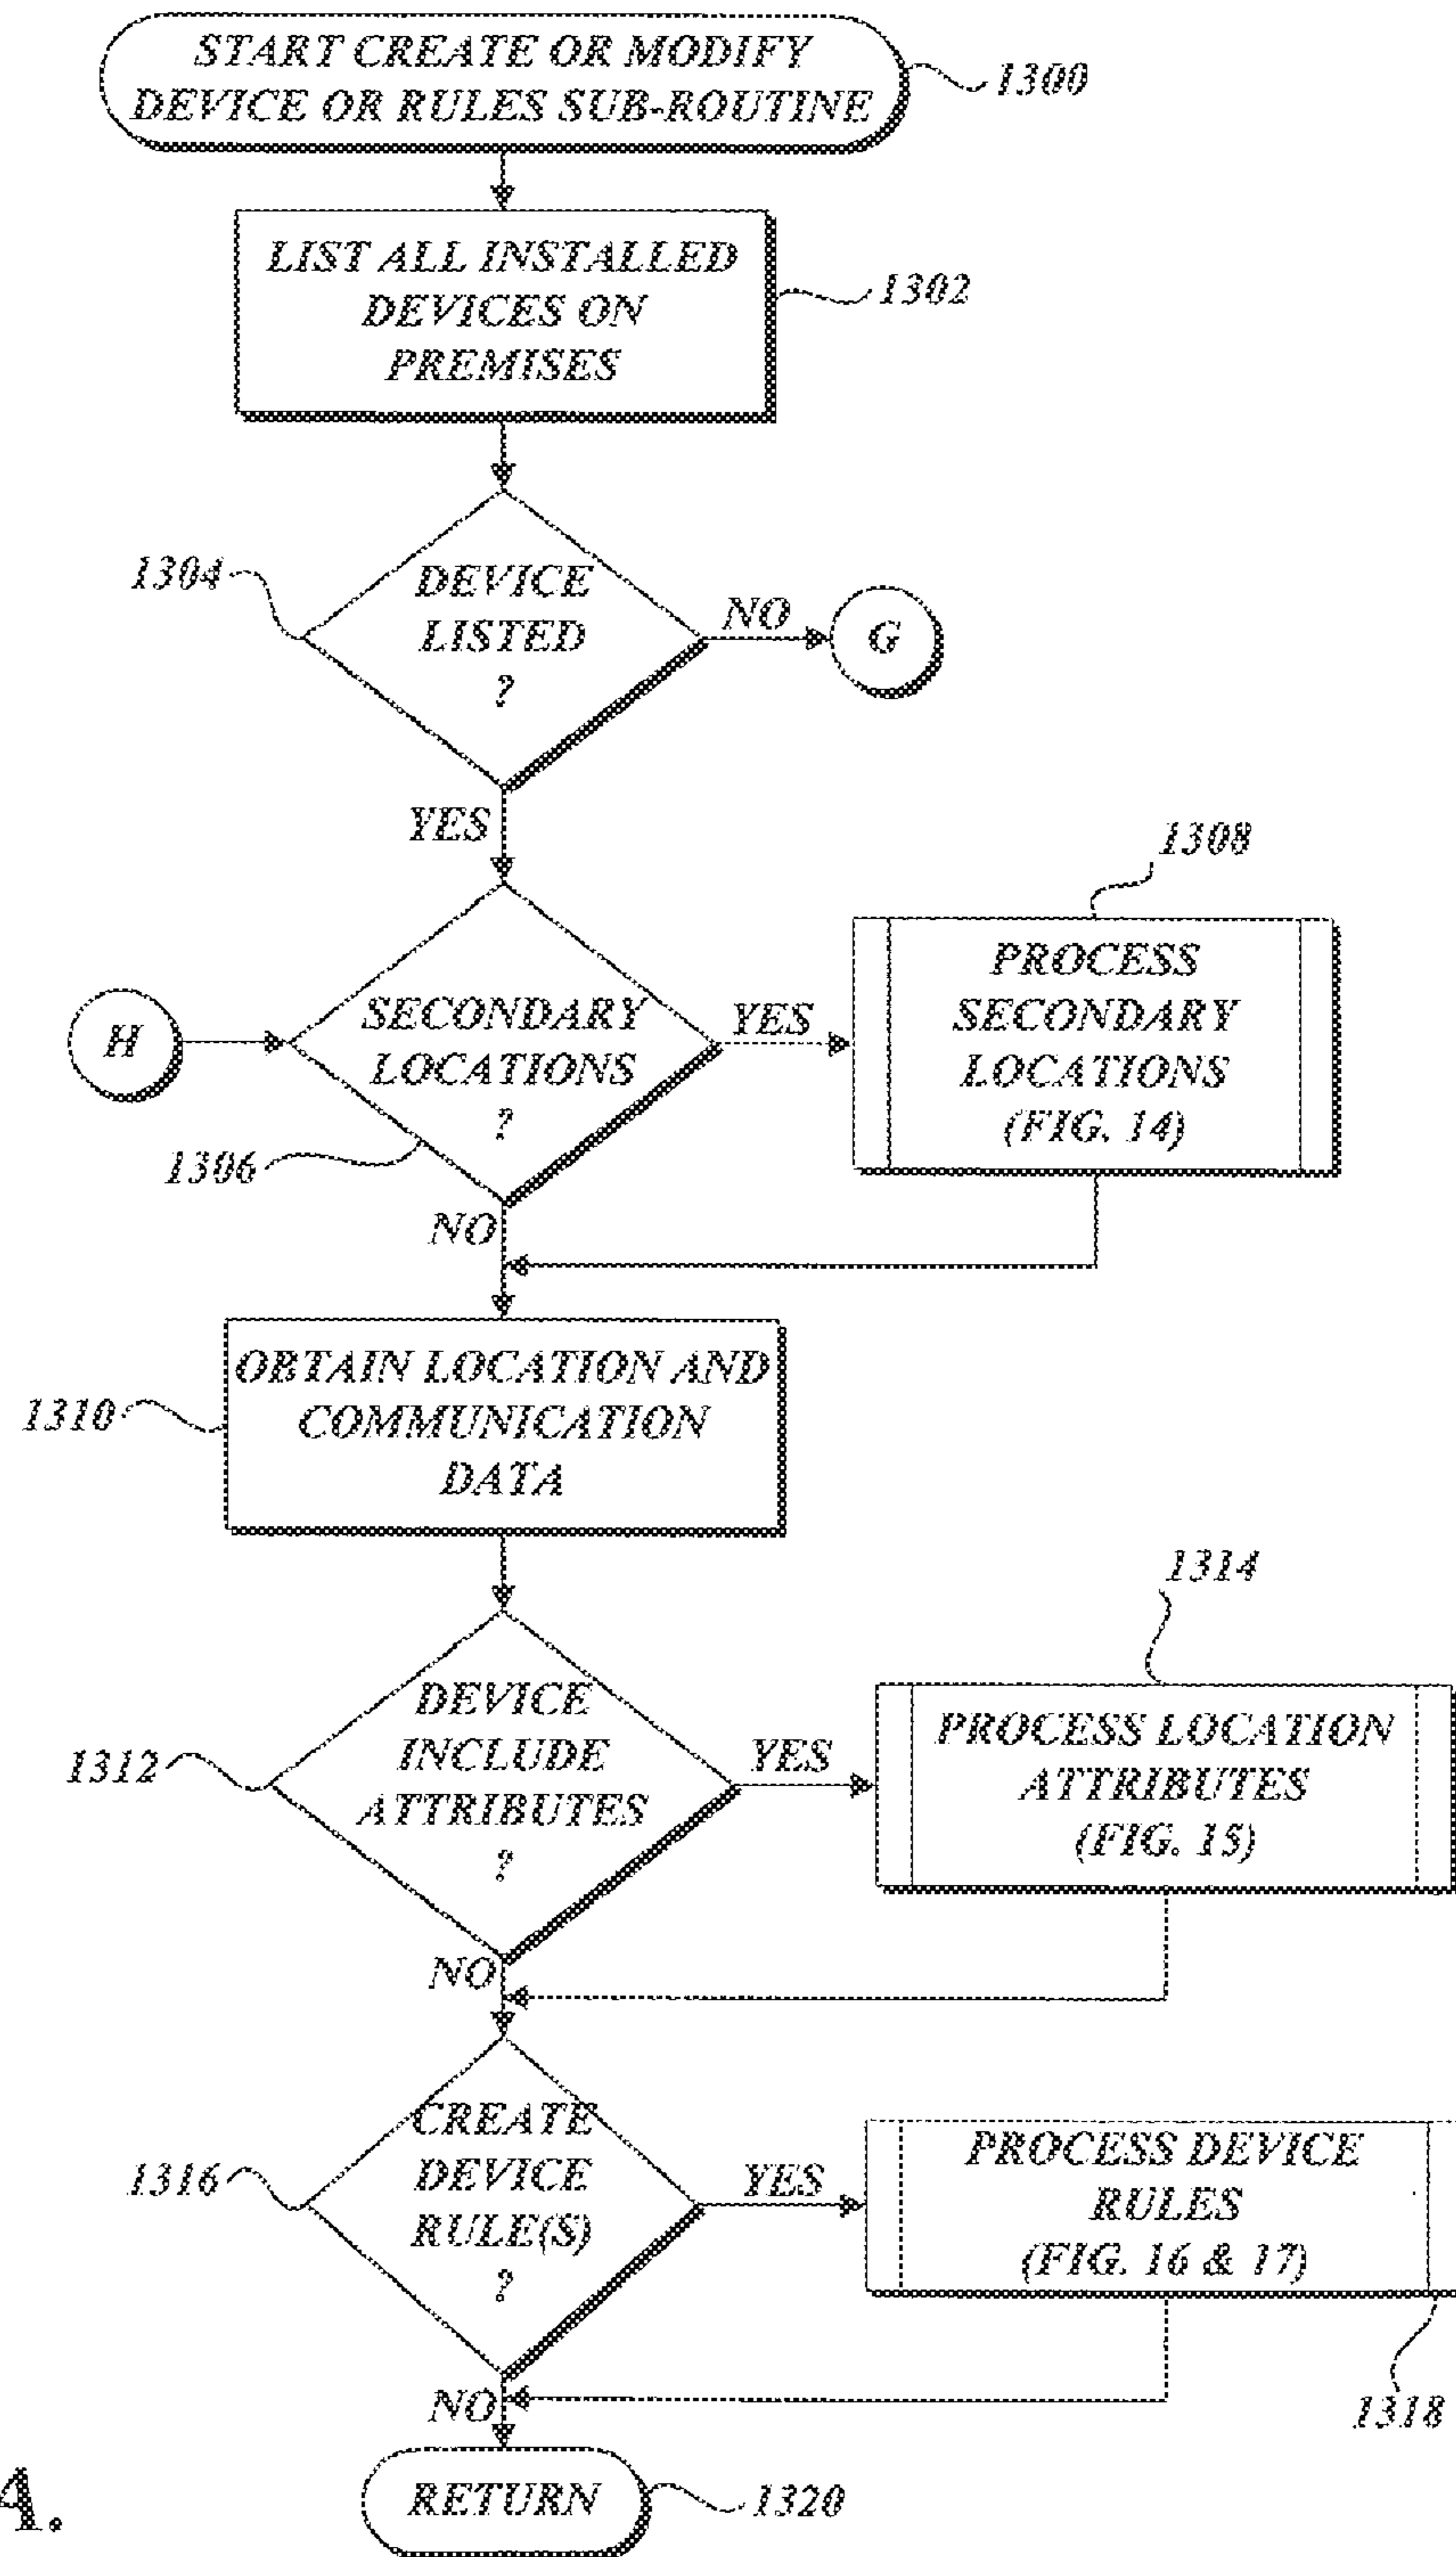 START CREATE OR MODIFY
DEVICE OR RULES SUB-ROUTINE
1300
LIST ALL INSTALLED
DEVICES ON
PREMISES
1302
1304
DEVICE
LISTED
?
NO
G
YES
1308
H
SECONDARY
LOCATIONS
?
1306
YES
PROCESS
SECONDARY
LOCATIONS
(FIG. 14)
NO
1310
OBTAIN LOCATION AND
COMMUNICATION
DATA
1314
1312
DEVICE
INCLUDE
ATTRIBUTES
?
YES
PROCESS LOCATION
ATTRIBUTES
(FIG. 15)
NO
1316
CREATE
DEVICE
RULE(S)
?
YES
PROCESS DEVICE
RULES
(FIG. 16 & 17)
1318
NO
RETURN
1320
A.